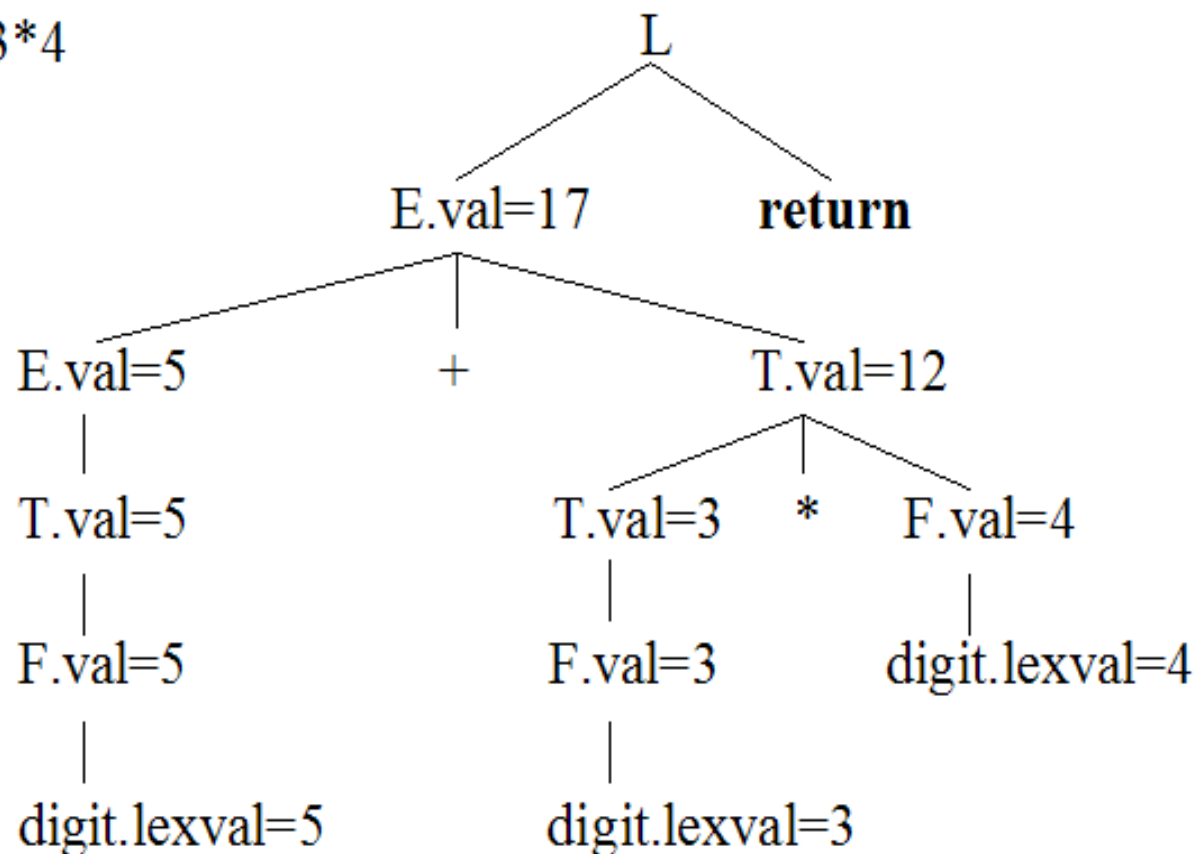 3*4
L
E.val=17 return
E.val=5 + T.val=12
T.val=5 T.val=3 * F.val=4
F.val=5 F.val=3 digit.lexval=4
digit.lexval=5 digit.lexval=3